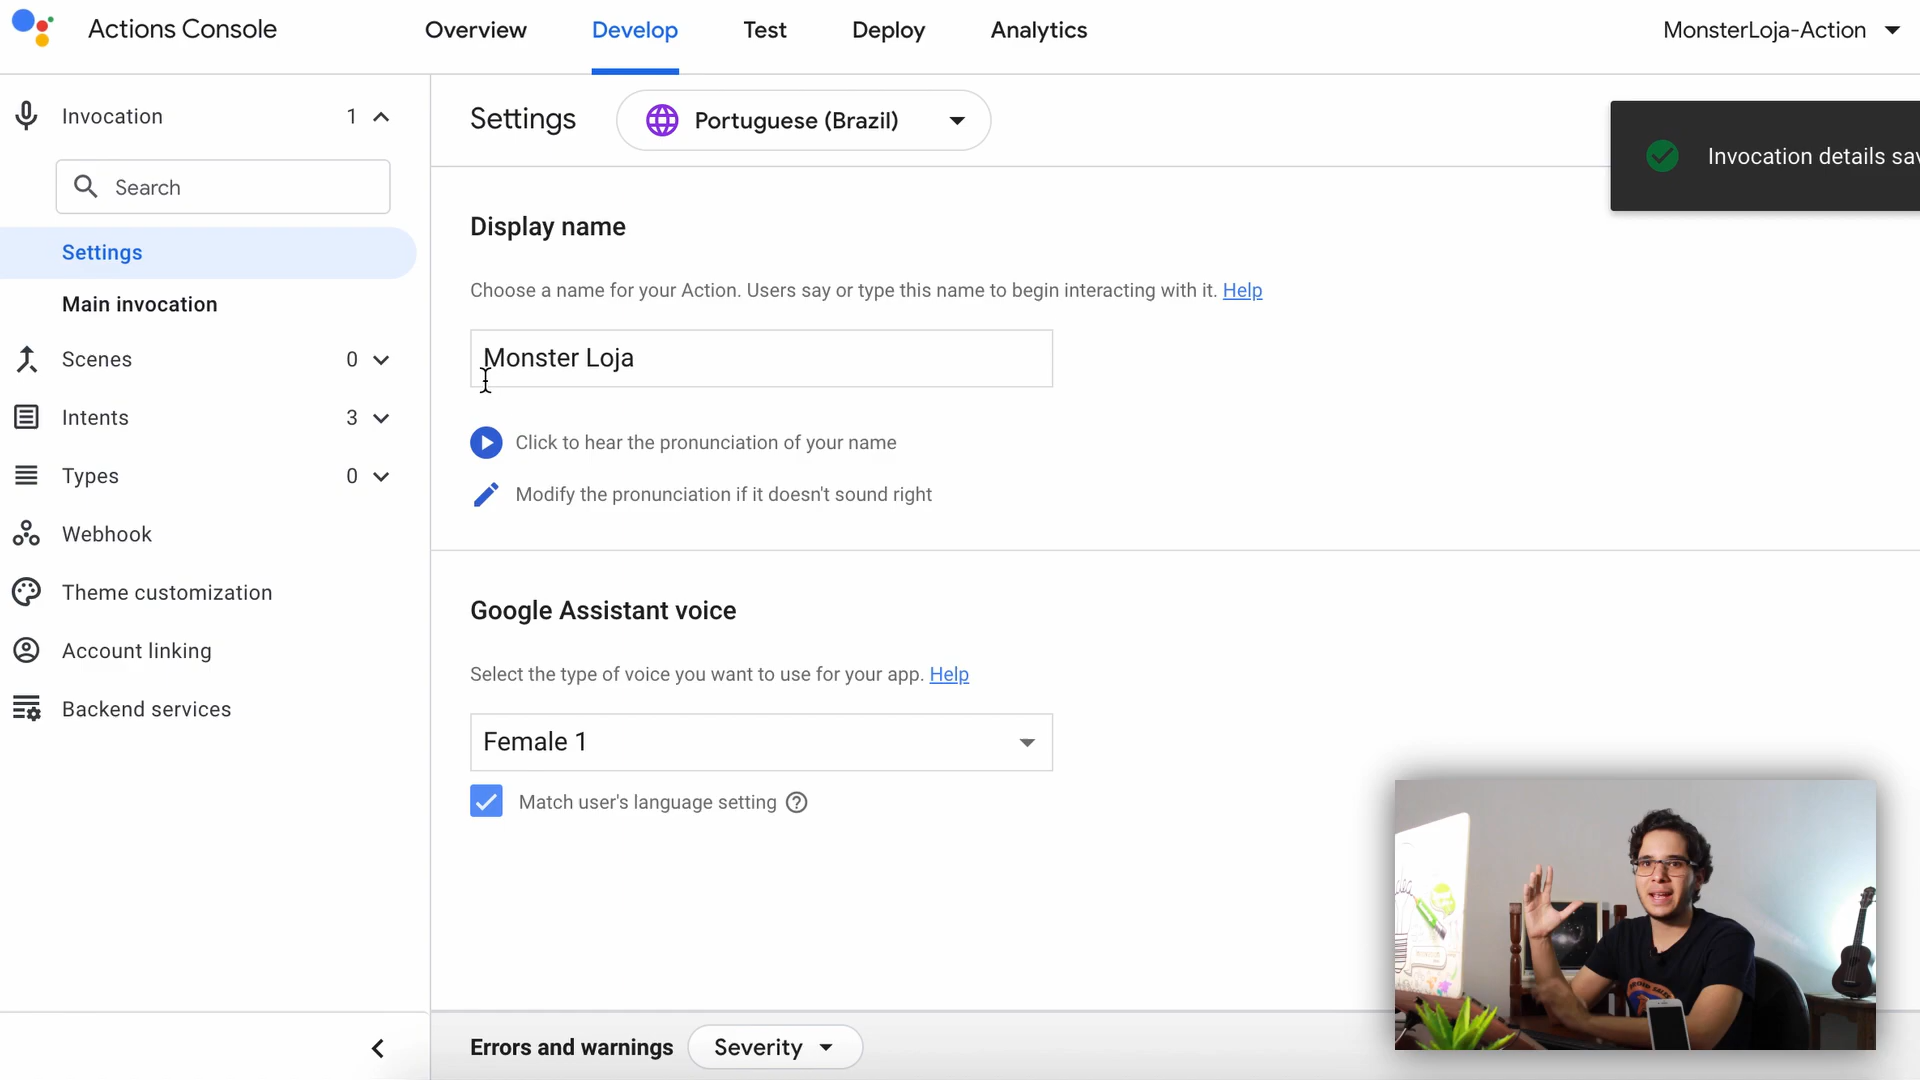 Actions Console
Overview
Develop
Test
Deploy
Analytics
MonsterLoja-Action
Invocation
1
Search
Settings
Main invocation
Scenes
0
Intents
3
Types
0
Webhook
Theme customization
Account linking
Backend services
Settings
Portuguese (Brazil)
Invocation details sav
Display name
Choose a name for your Action. Users say or type this name to begin interacting with it. Help
Monster Loja
Click to hear the pronunciation of your name
Modify the pronunciation if it doesn't sound right
Google Assistant voice
Select the type of voice you want to use for your app. Help
Female 1
Match user's language setting
Errors and warnings
Severity